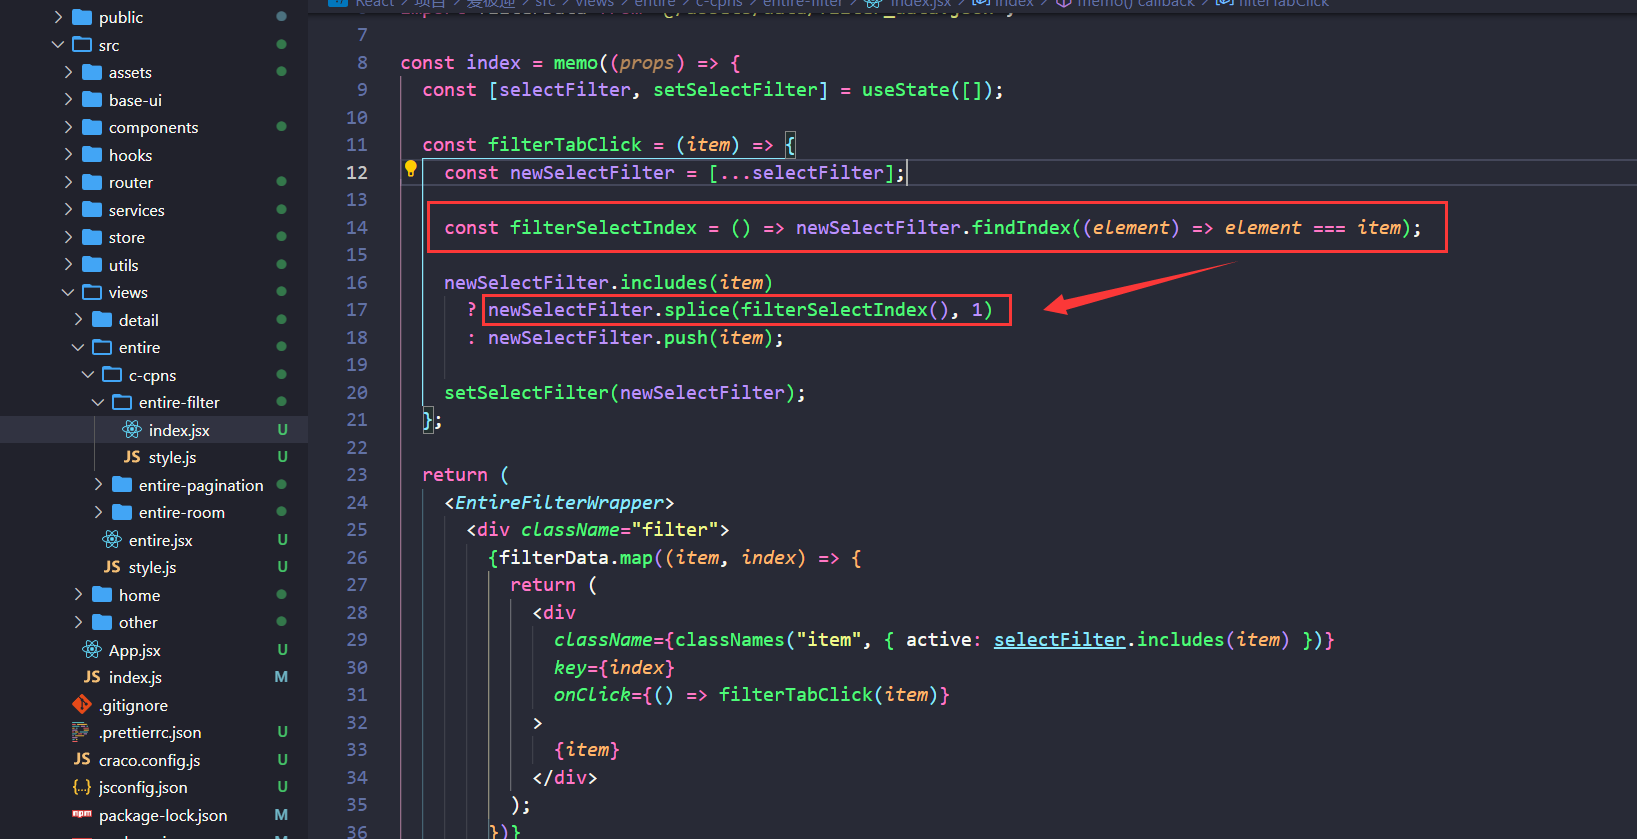 public
src
assets
base-ui
components
hooks
router
services
store
utils
views
detail
entire
c-cpns
entire-filter
index.jsx U
JS style.js U
entire-pagination
entire-room
entire.jsx U
JS style.js U
home
other
App.jsx U
JS index.js M
.gitignore
.prettierrc.json U
JS craco.config.js U
{..} jsconfig.json U
npm package-lock.json M
React › 项目 › 爱彼迎 › src › views › entire › c-cpns › entire-filter › index.jsx › index › memo() callback › filterTabClick
7
8 const index = memo((props) => {
9 const [selectFilter, setSelectFilter] = useState([]);
10
11 const filterTabClick = (item) => {
12 const newSelectFilter = [...selectFilter];
13
14 const filterSelectIndex = () => newSelectFilter.findIndex((element) => element === item);
15
16 newSelectFilter.includes(item)
17 ? newSelectFilter.splice(filterSelectIndex(), 1)
18 : newSelectFilter.push(item);
19
20 setSelectFilter(newSelectFilter);
21 };
22
23 return (
24 <EntireFilterWrapper>
25 <div className="filter">
26 {filterData.map((item, index) => {
27 return (
28 <div
29 className={classNames("item", { active: selectFilter.includes(item) })}
30 key={index}
31 onClick={() => filterTabClick(item)}
32 >
33 {item}
34 </div>
35 );
36 })}